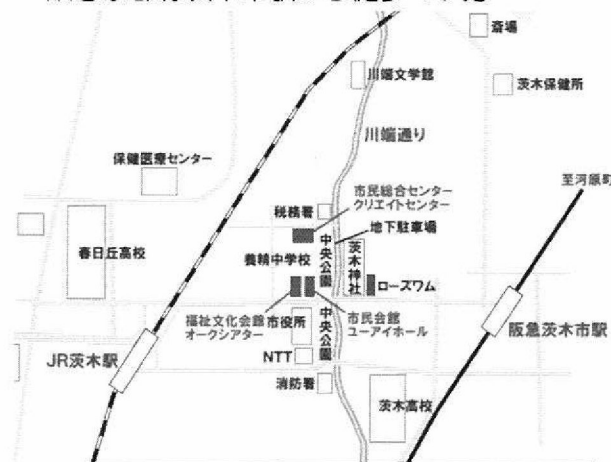 斎場
川端文学館
茨木保健所
川端通り
保健医療センター
至河原町
市民総合センター
クリエイトセンター
税務署
地下駐車場
春日丘高校
養精中学校
中央公園
茨木神社
ローズワム
福祉文化会館
オークシアター
市役所
中央公園
市民会館
ユーアイホール
阪急茨木市駅
JR茨木駅
NTT
消防署
茨木高校